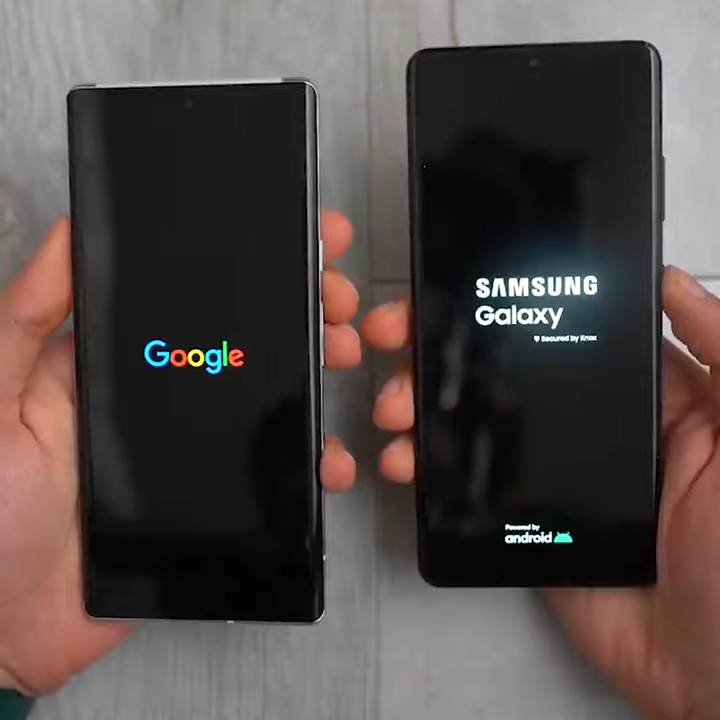 Google
SAMSUNG
Galaxy
Secured by Knox
Powered by
android